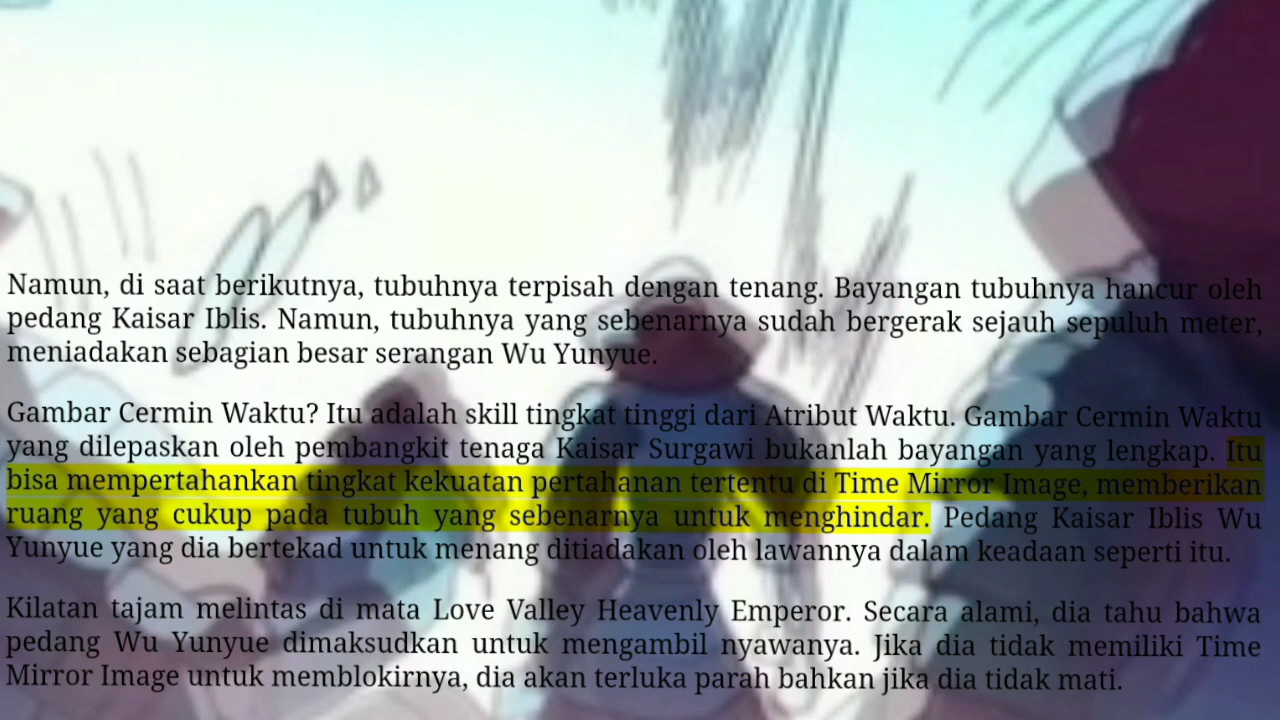 Namun, di saat berikutnya, tubuhnya terpisah dengan tenang. Bayangan tubuhnya hancur oleh
pedang Kaisar Iblis. Namun, tubuhnya yang sebenarnya sudah bergerak sejauh sepuluh meter,
meniadakan sebagian besar serangan Wu Yunyue.
Gambar Cermin Waktu? Itu adalah skill tingkat tinggi dari Atribut Waktu. Gambar Cermin Waktu
yang dilepaskan oleh pembangkit tenaga Kaisar Surgawi bukanlah bayangan yang lengkap. Itu
bisa mempertahankan tingkat kekuatan pertahanan tertentu di Time Mirror Image, memberikan
ruang yang cukup pada tubuh yang sebenarnya untuk menghindar. Pedang Kaisar Iblis Wu
Yunyue yang dia bertekad untuk menang ditiadakan oleh lawannya dalam keadaan seperti itu.
Kilatan tajam melintas di mata Love Valley Heavenly Emperor. Secara alami, dia tahu bahwa
pedang Wu Yunyue dimaksudkan untuk mengambil nyawanya. Jika dia tidak memiliki Time
Mirror Image untuk memblokirnya, dia akan terluka parah bahkan jika dia tidak mati.